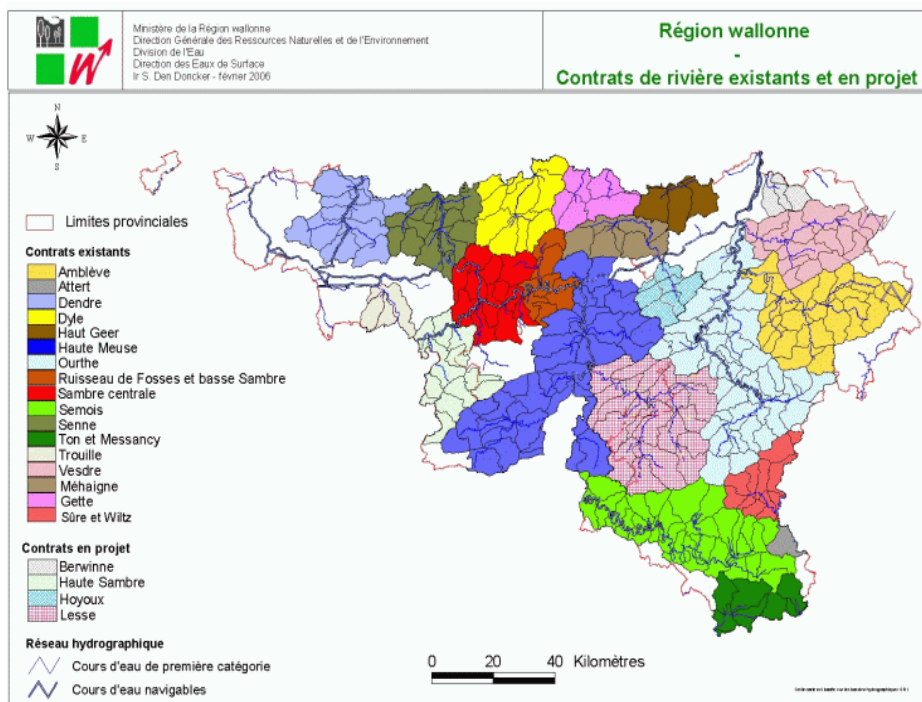 Ministère de la Région wallonne
Direction Générale des Ressources Naturelles et de l'Environnement
Division de l'Eau
Direction des Eaux de Surface
Ir S. Den Doncker - février 2006
Région wallonne
-
Contrats de rivière existants et en projet
N
W E
S
Limites provinciales
Contrats existants
Amblève
Attert
Dendre
Dyle
Haut Geer
Haute Meuse
Ourthe
Ruisseau de Fosses et basse Sambre
Sambre centrale
Semois
Senne
Ton et Messancy
Trouille
Vesdre
Méhaigne
Gette
Sûre et Wiltz
Contrats en projet
Berwinne
Haute Sambre
Hoyoux
Lesse
Réseau hydrographique
Cours d'eau de première catégorie
Cours d'eau navigables
0 20 40 Kilomètres